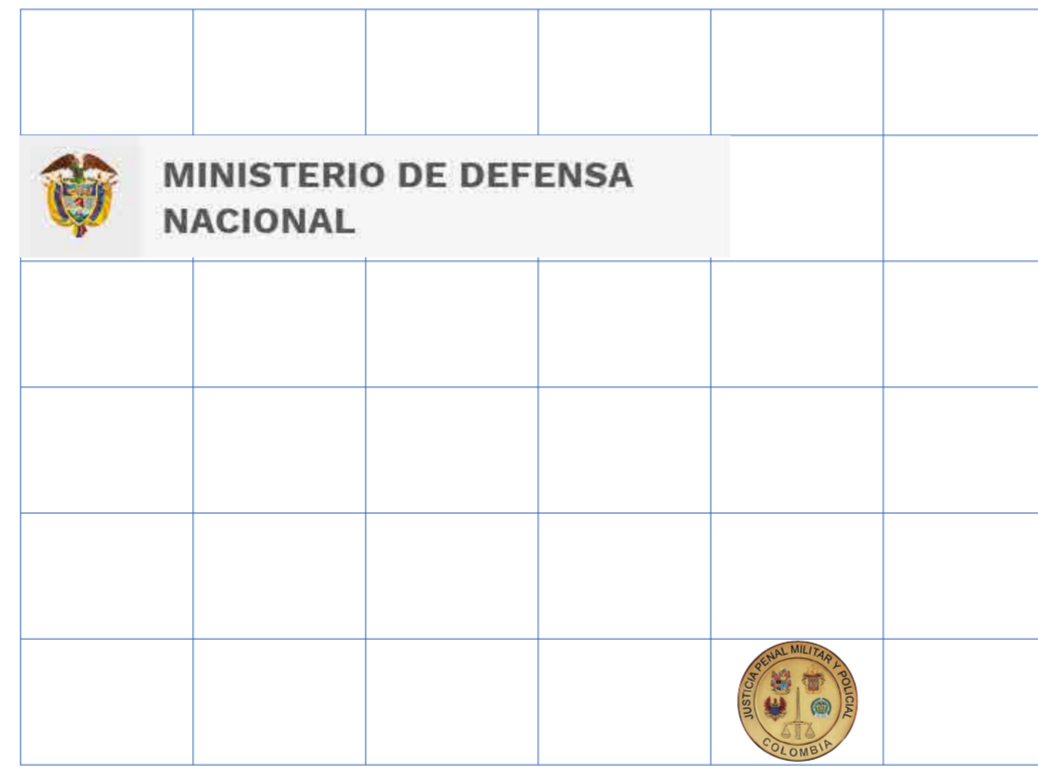 MINISTERIO DE DEFENSA
NACIONAL
JUSTICIA PENAL MILITAR Y POLICIAL
COLOMBIA